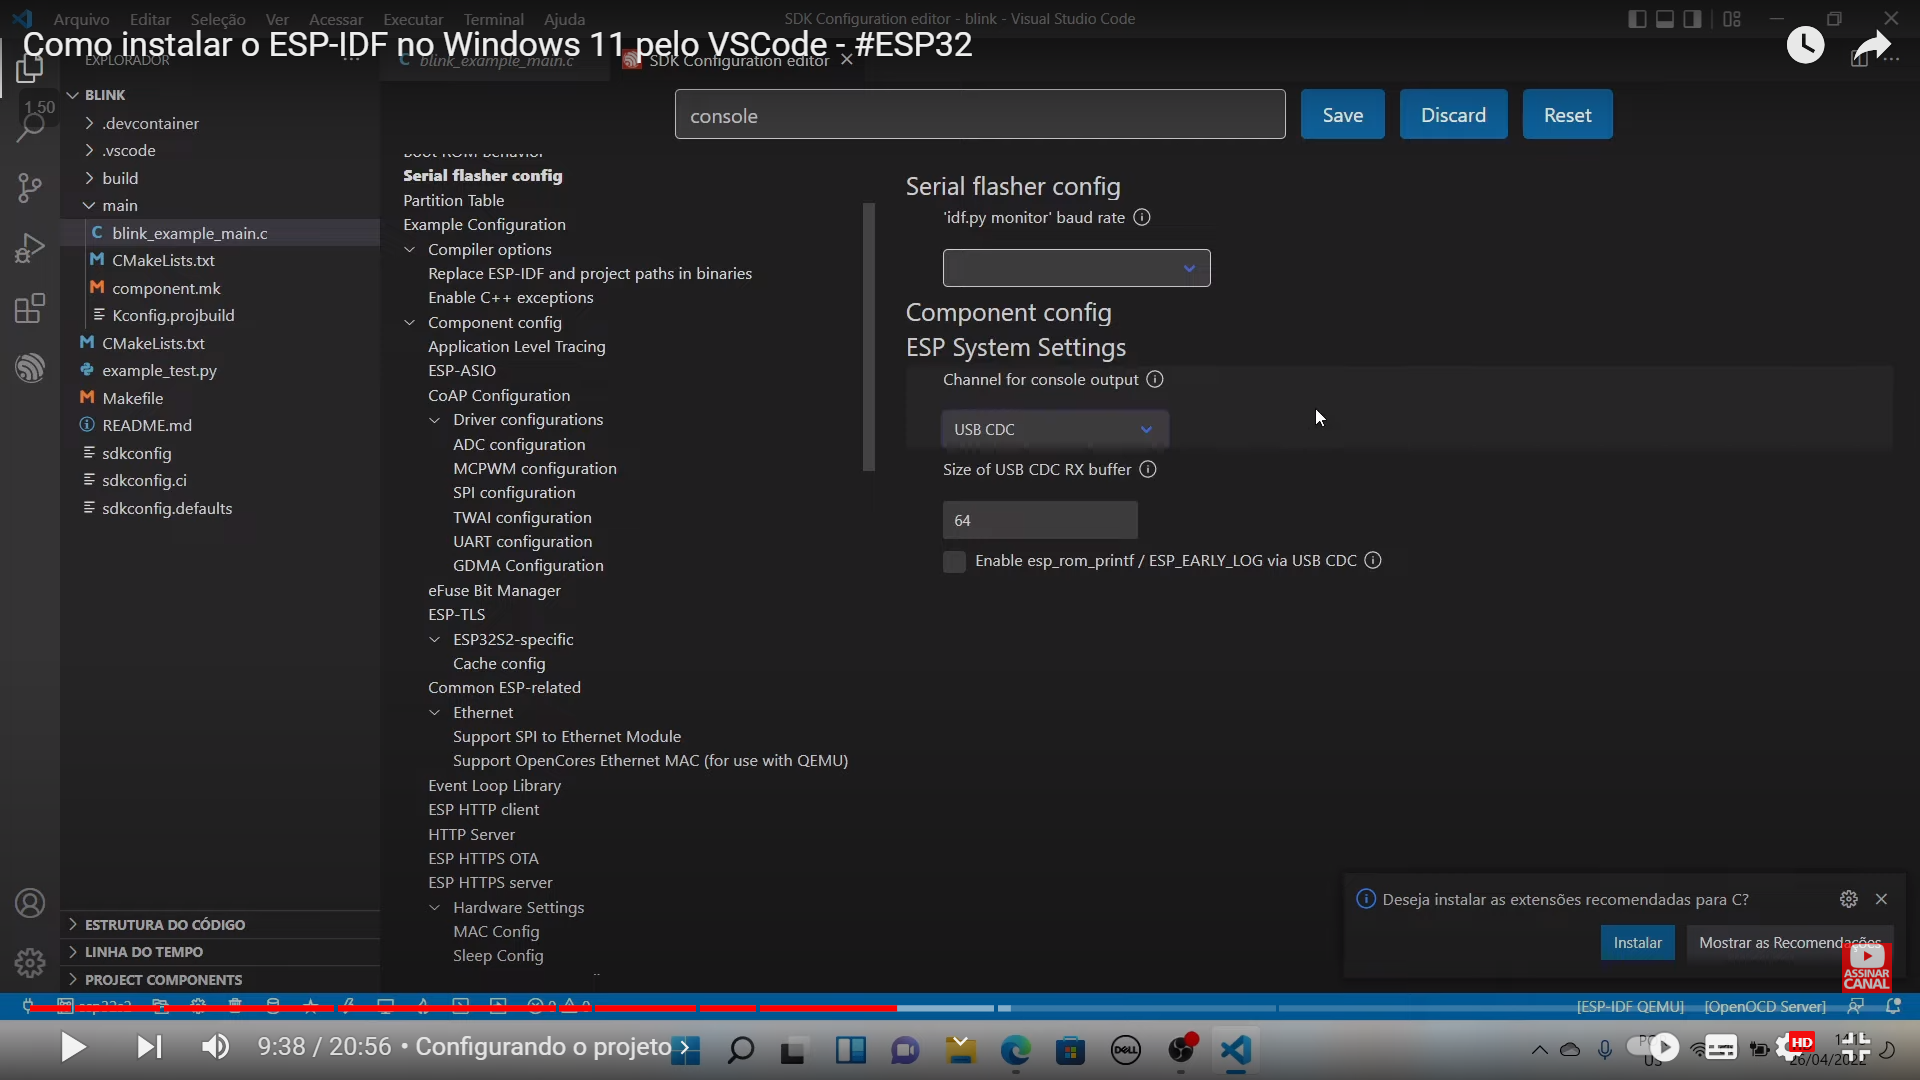 Arquivo Editar Seleção Ver Acessar Executar Terminal Ajuda
SDK Configuration editor - blink - Visual Studio Code
Como instalar o ESP-IDF no Windows 11 pelo VSCode - #ESP32
EXPLORADOR
blink_example_main.c
SDK Configuration editor
BLINK
1.50
.devcontainer
.vscode
build
main
blink_example_main.c
CMakeLists.txt
component.mk
Kconfig.projbuild
CMakeLists.txt
example_test.py
Makefile
README.md
sdkconfig
sdkconfig.ci
sdkconfig.defaults
ESTRUTURA DO CÓDIGO
LINHA DO TEMPO
PROJECT COMPONENTS
console
Save
Discard
Reset
Boot ROM Behavior
Serial flasher config
Partition Table
Example Configuration
Compiler options
Replace ESP-IDF and project paths in binaries
Enable C++ exceptions
Component config
Application Level Tracing
ESP-ASIO
CoAP Configuration
Driver configurations
ADC configuration
MCPWM configuration
SPI configuration
TWAI configuration
UART configuration
GDMA Configuration
eFuse Bit Manager
ESP-TLS
ESP32S2-specific
Cache config
Common ESP-related
Ethernet
Support SPI to Ethernet Module
Support OpenCores Ethernet MAC (for use with QEMU)
Event Loop Library
ESP HTTP client
HTTP Server
ESP HTTPS OTA
ESP HTTPS server
Hardware Settings
MAC Config
Sleep Config
Serial flasher config
'idf.py monitor' baud rate
Component config
ESP System Settings
Channel for console output
USB CDC
Size of USB CDC RX buffer
64
Enable esp_rom_printf / ESP_EARLY_LOG via USB CDC
Deseja instalar as extensões recomendadas para C?
Instalar
Mostrar as Recomendações
ASSINAR
CANAL
esp32s2
[ESP-IDF QEMU] [OpenOCD Server]
9:38 / 20:56 • Configurando o projeto
DELL
HD
26/04/2022